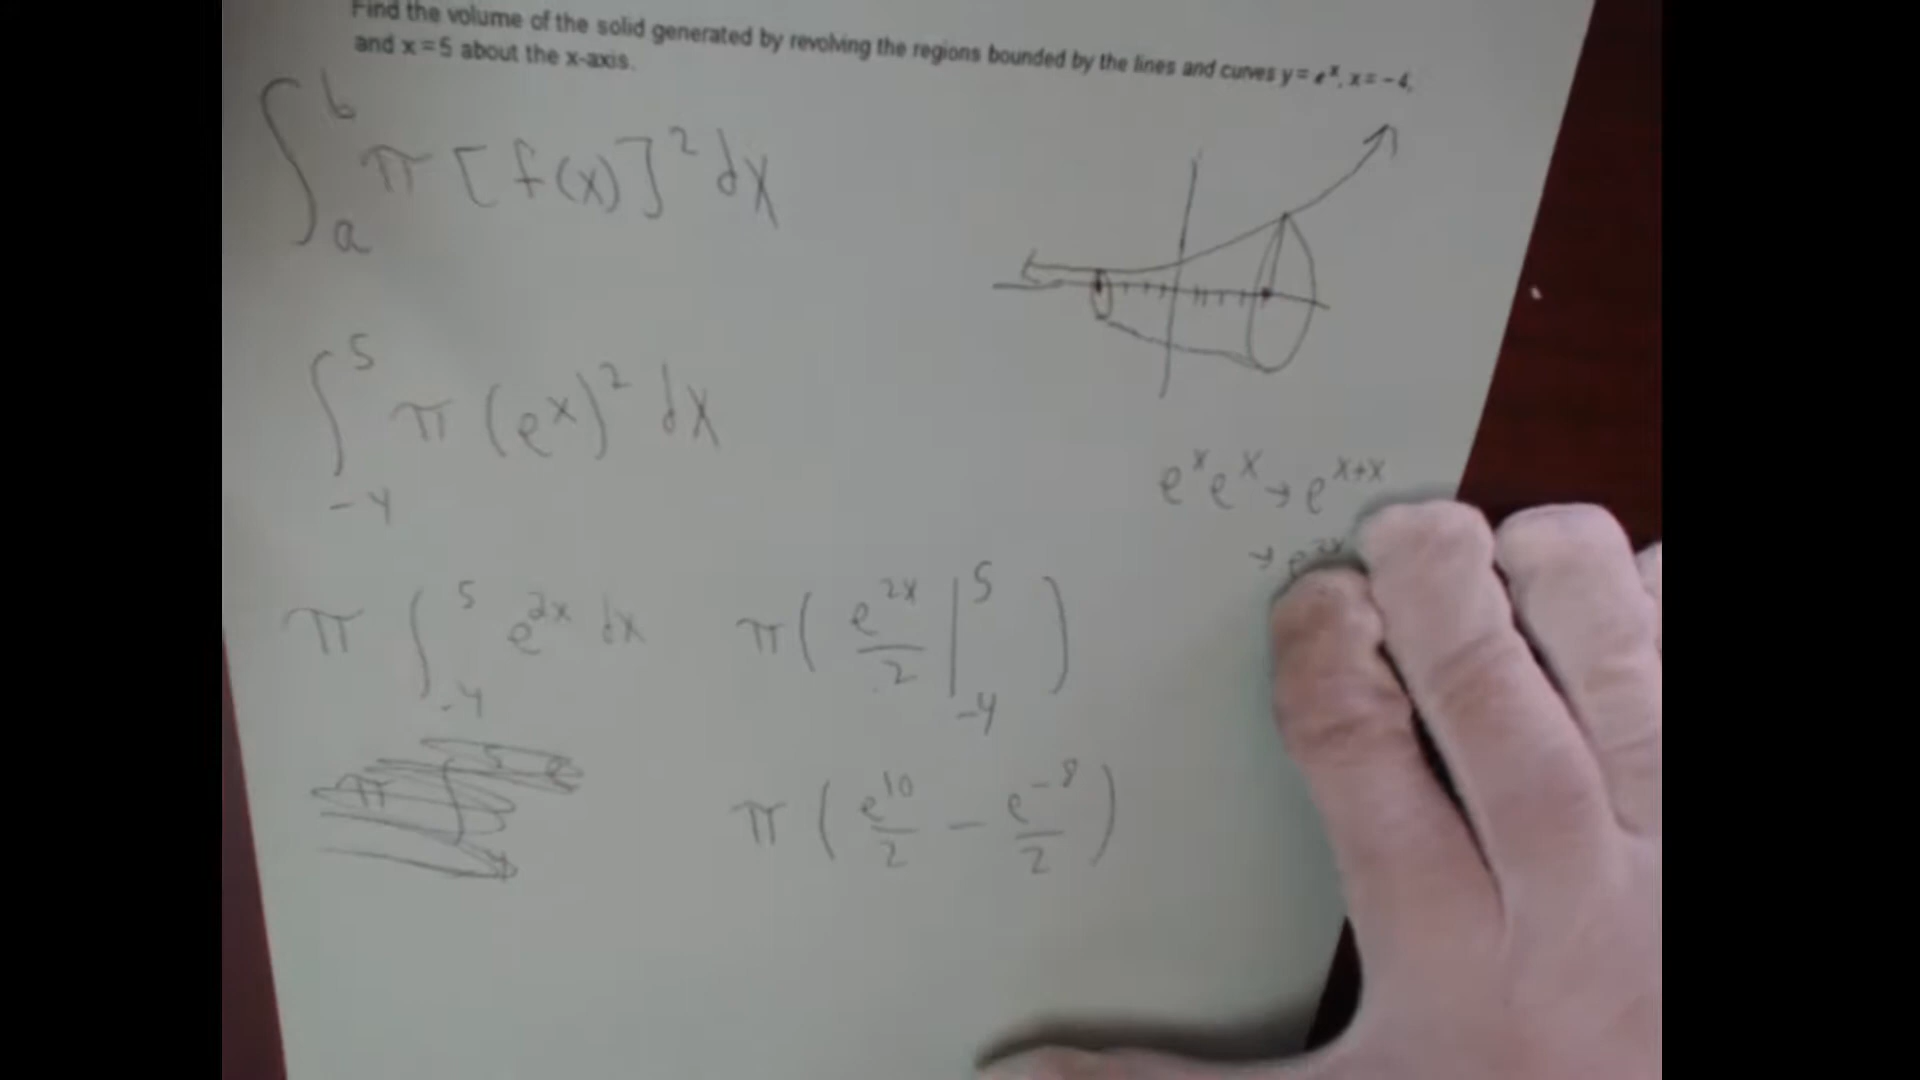 Find the volume of the solid generated by revolving the regions bounded by the lines and curves y = e^x, x = -4,
and x = 5 about the x-axis.
∫_a^b π [f(x)]^2 dx
∫_-4^5 π (e^x)^2 dx
e^x e^x → e^(x+x)
→ e^2x
π ∫_-4^5 e^2x dx
π( e^2x/2 |_-4^5 )
π ( e^10/2 - e^-8/2 )